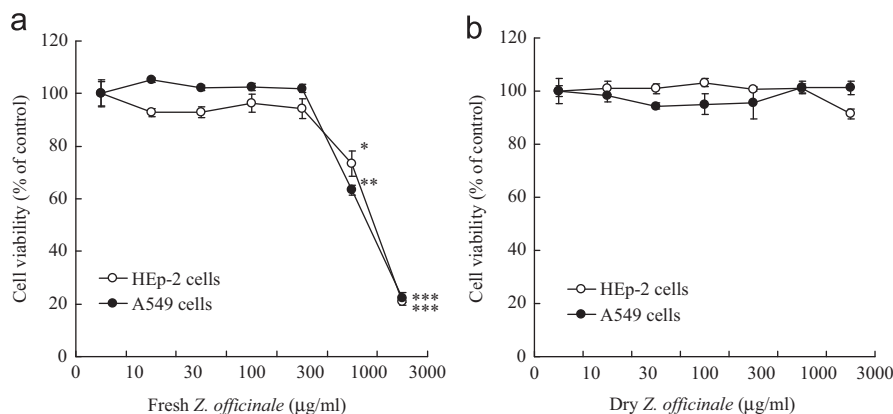 a
120
100
80
60
40
20
0
Cell viability (% of control)
HEp-2 cells
A549 cells
*
**
***
***
0 10 30 100 300 1000 3000
Fresh Z. officinale (µg/ml)
b
120
100
80
60
40
20
0
Cell viability (% of control)
HEp-2 cells
A549 cells
0 10 30 100 300 1000 3000
Dry Z. officinale (µg/ml)